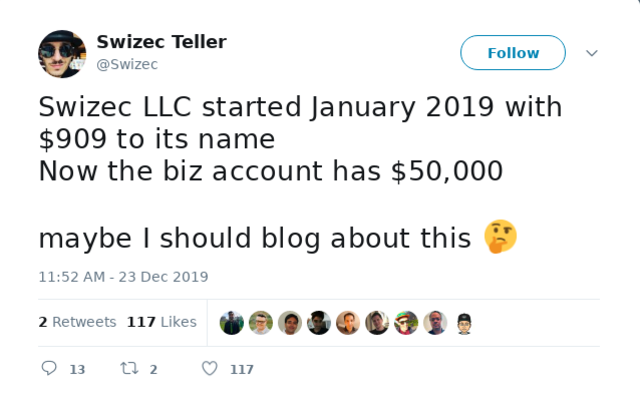 Swizec Teller
@Swizec
Follow
Swizec LLC started January 2019 with
$909 to its name
Now the biz account has $50,000
maybe I should blog about this 🤔
11:52 AM - 23 Dec 2019
2 Retweets 117 Likes
13 2 117